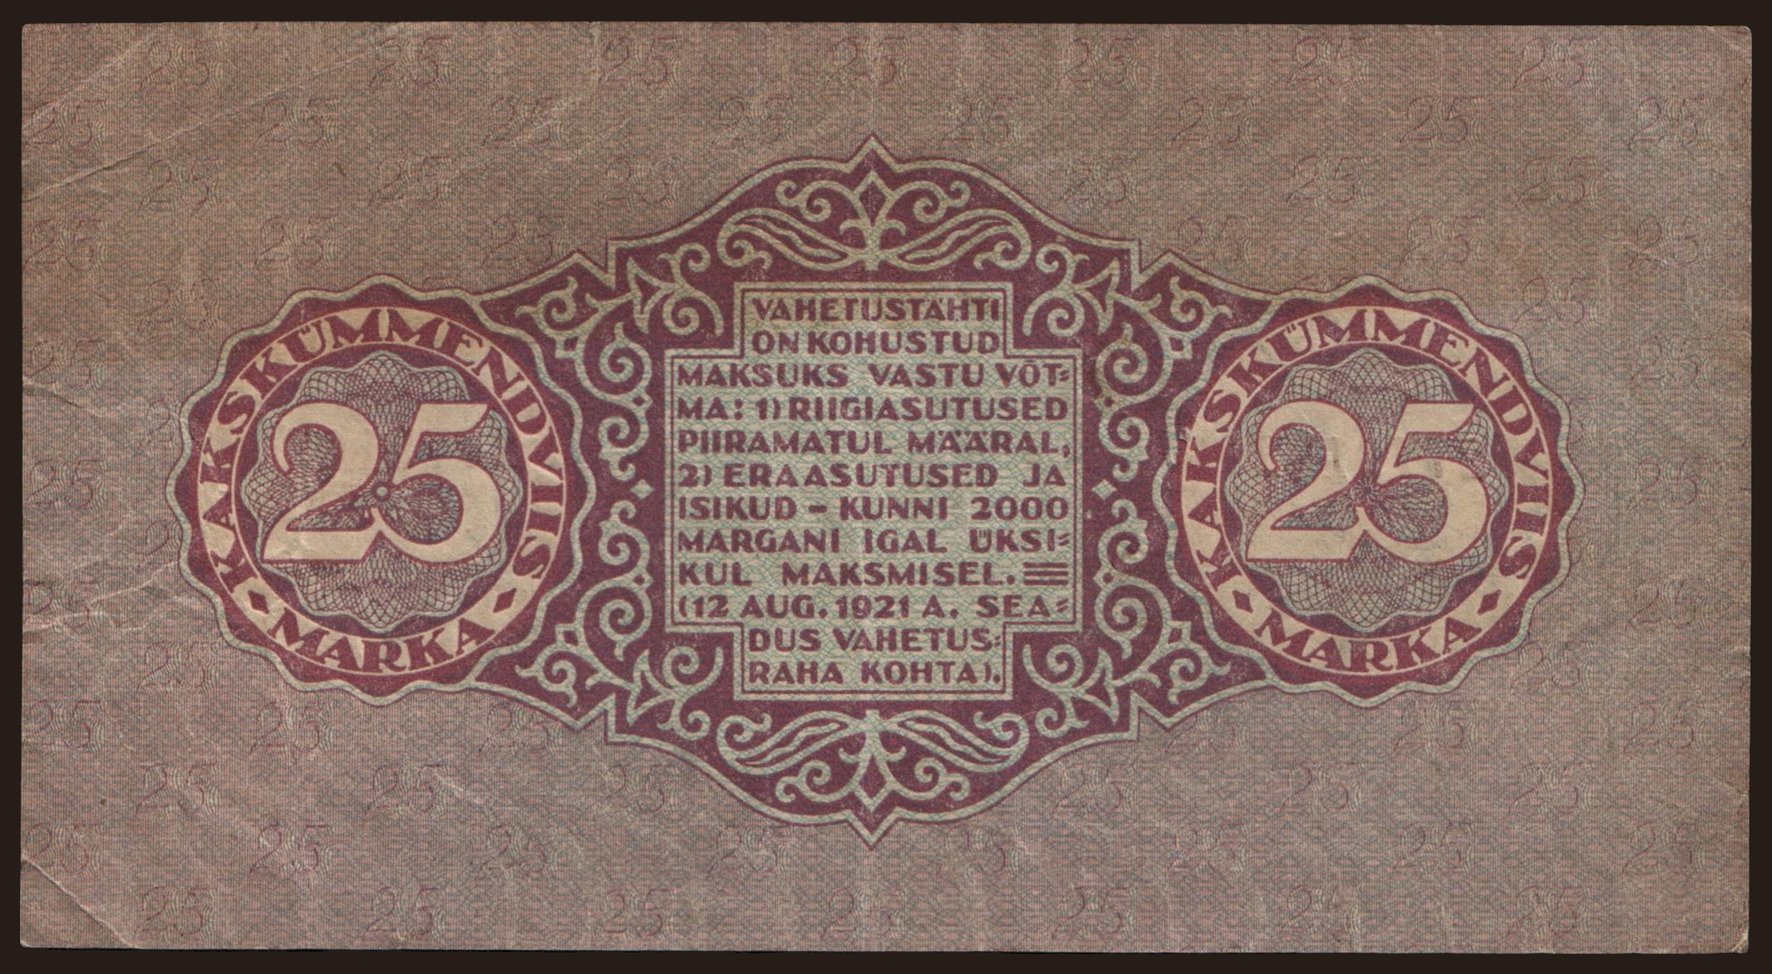 KAKSKÜMMENDVIIS
25
MARKA
VAHETUSTÄHTI
ON KOHUSTUD
MAKSUKS VASTU VÕT=
MA: 1) RIIGIASUTUSED
PIIRAMATUL MÄÄRAL,
2) ERAASUTUSED JA
ISIKUD = KUNNI 2000
MARGANI IGAL ÜKSI=
KUL MAKSMISEL.
(12 AUG. 1921 A. SEA=
DUS VAHETUS=
RAHA KOHTA).
KAKSKÜMMENDVIIS
25
MARKA